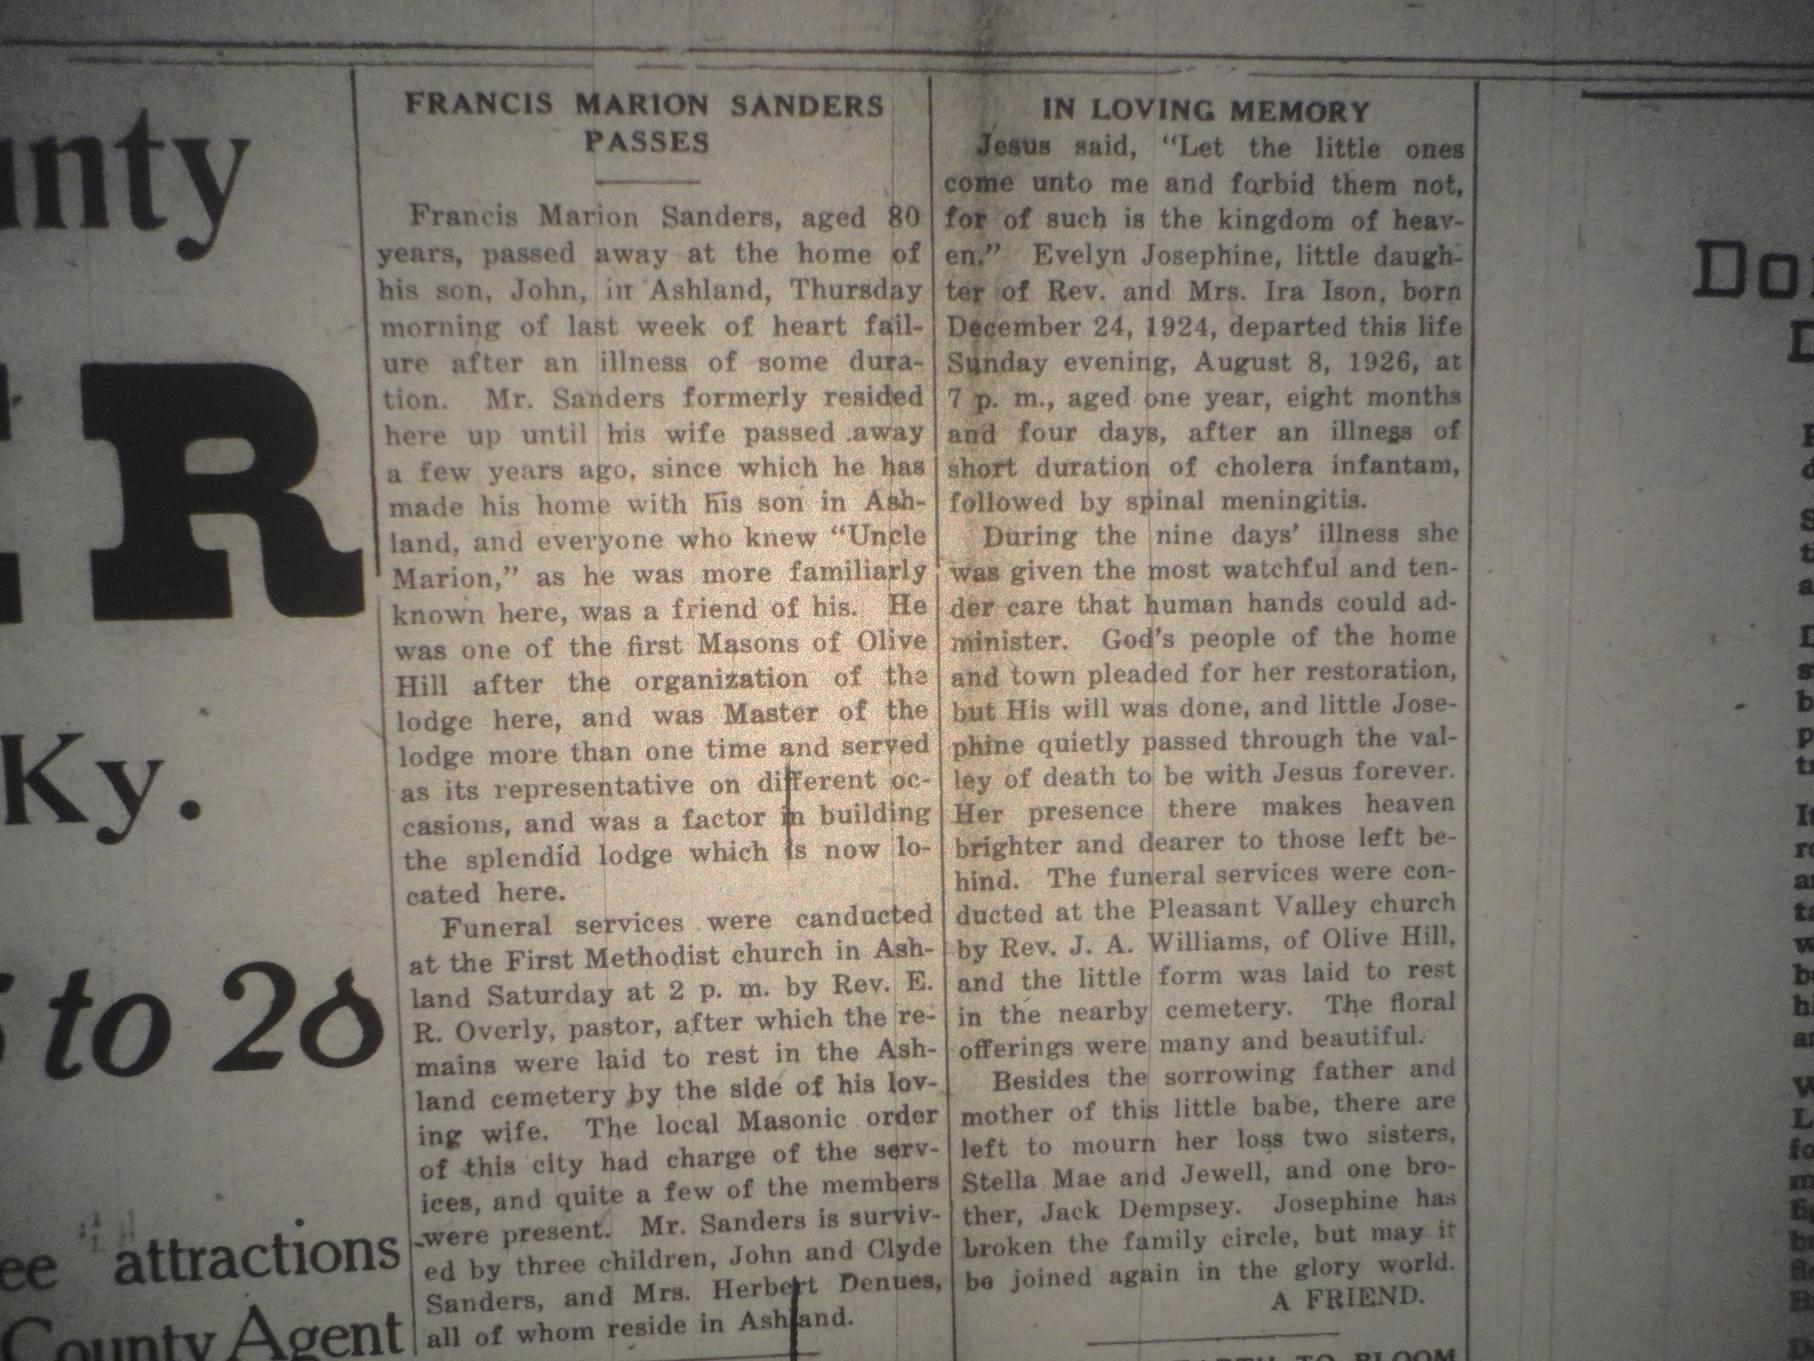 unty
R
Ky.
to 28
ee attractions
County Agent
FRANCIS MARION SANDERS
PASSES
Francis Marion Sanders, aged 80
years, passed away at the home of
his son, John, in Ashland, Thursday
morning of last week of heart fail-
ure after an illness of some dura-
tion. Mr. Sanders formerly resided
here up until his wife passed away
a few years ago, since which he has
made his home with his son in Ash-
land, and everyone who knew "Uncle
Marion," as he was more familiarly
known here, was a friend of his. He
was one of the first Masons of Olive
Hill after the organization of the
lodge here, and was Master of the
lodge more than one time and served
as its representative on different oc-
casions, and was a factor in building
the splendid lodge which is now lo-
cated here.
Funeral services were canducted
at the First Methodist church in Ash-
land Saturday at 2 p. m. by Rev. E.
R. Overly, pastor, after which the re-
mains were laid to rest in the Ash-
land cemetery by the side of his lov-
ing wife. The local Masonic order
of this city had charge of the serv-
ices, and quite a few of the members
were present. Mr. Sanders is surviv-
ed by three children, John and Clyde
Sanders, and Mrs. Herbert Denues,
all of whom reside in Ashland.
IN LOVING MEMORY
Jesus said, "Let the little ones
come unto me and forbid them not,
for of such is the kingdom of heav-
en." Evelyn Josephine, little daugh-
ter of Rev. and Mrs. Ira Ison, born
December 24, 1924, departed this life
Sunday evening, August 8, 1926, at
7 p. m., aged one year, eight months
and four days, after an illness of
short duration of cholera infantam,
followed by spinal meningitis.
During the nine days' illness she
was given the most watchful and ten-
der care that human hands could ad-
minister. God's people of the home
and town pleaded for her restoration,
but His will was done, and little Jose-
phine quietly passed through the val-
ley of death to be with Jesus forever.
Her presence there makes heaven
brighter and dearer to those left be-
hind. The funeral services were con-
ducted at the Pleasant Valley church
by Rev. J. A. Williams, of Olive Hill,
and the little form was laid to rest
in the nearby cemetery. The floral
offerings were many and beautiful.
Besides the sorrowing father and
mother of this little babe, there are
left to mourn her loss two sisters,
Stella Mae and Jewell, and one bro-
ther, Jack Dempsey. Josephine has
broken the family circle, but may it
be joined again in the glory world.
A FRIEND.
TO BLOOM
Do
D